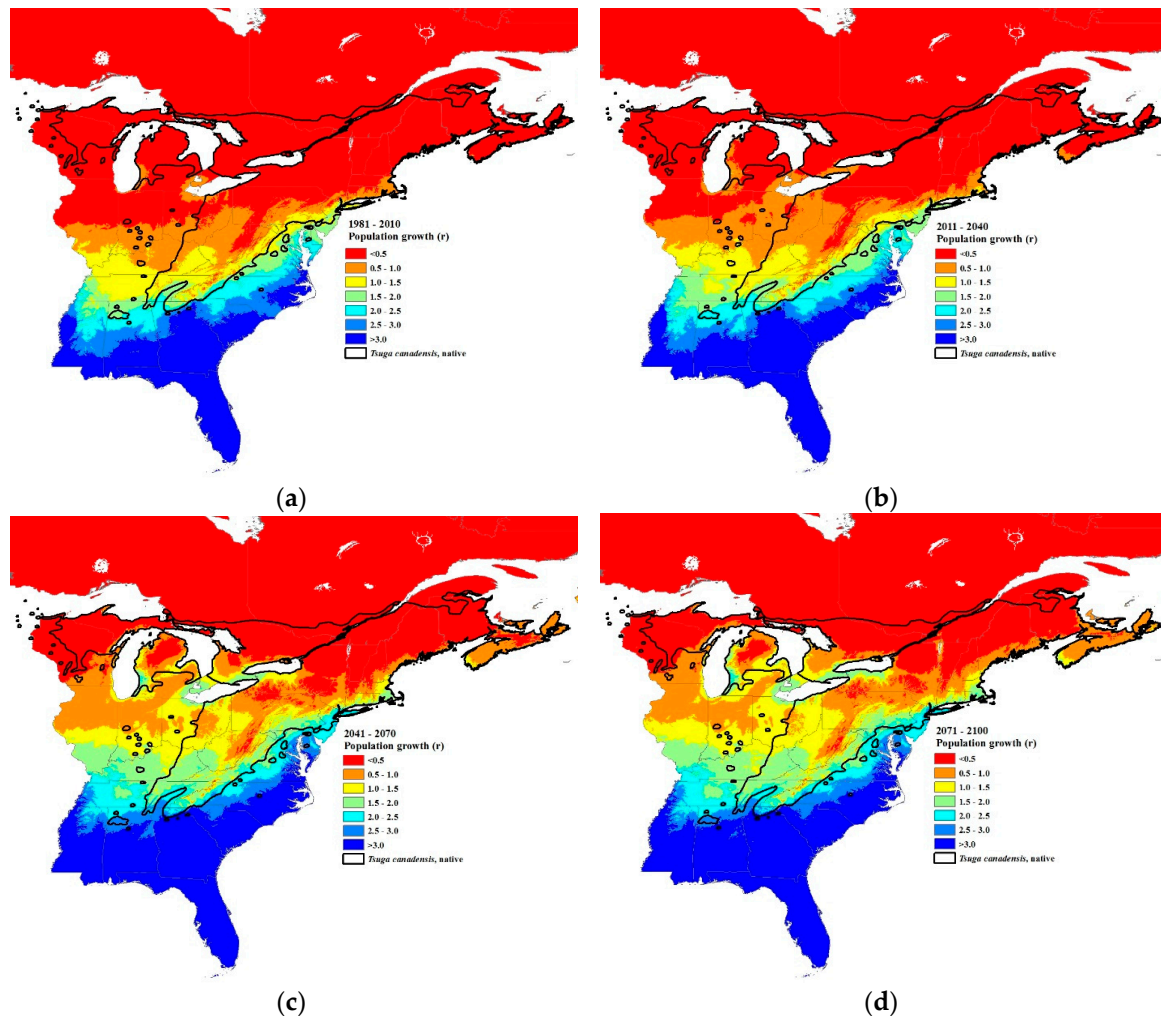 1981 - 2010
Population growth (r)
<0.5
0.5 - 1.0
1.0 - 1.5
1.5 - 2.0
2.0 - 2.5
2.5 - 3.0
>3.0
Tsuga canadensis, native
(a)
2011 - 2040
Population growth (r)
<0.5
0.5 - 1.0
1.0 - 1.5
1.5 - 2.0
2.0 - 2.5
2.5 - 3.0
>3.0
Tsuga canadensis, native
(b)
2041 - 2070
Population growth (r)
<0.5
0.5 - 1.0
1.0 - 1.5
1.5 - 2.0
2.0 - 2.5
2.5 - 3.0
>3.0
Tsuga canadensis, native
(c)
2071 - 2100
Population growth (r)
<0.5
0.5 - 1.0
1.0 - 1.5
1.5 - 2.0
2.0 - 2.5
2.5 - 3.0
>3.0
Tsuga canadensis, native
(d)